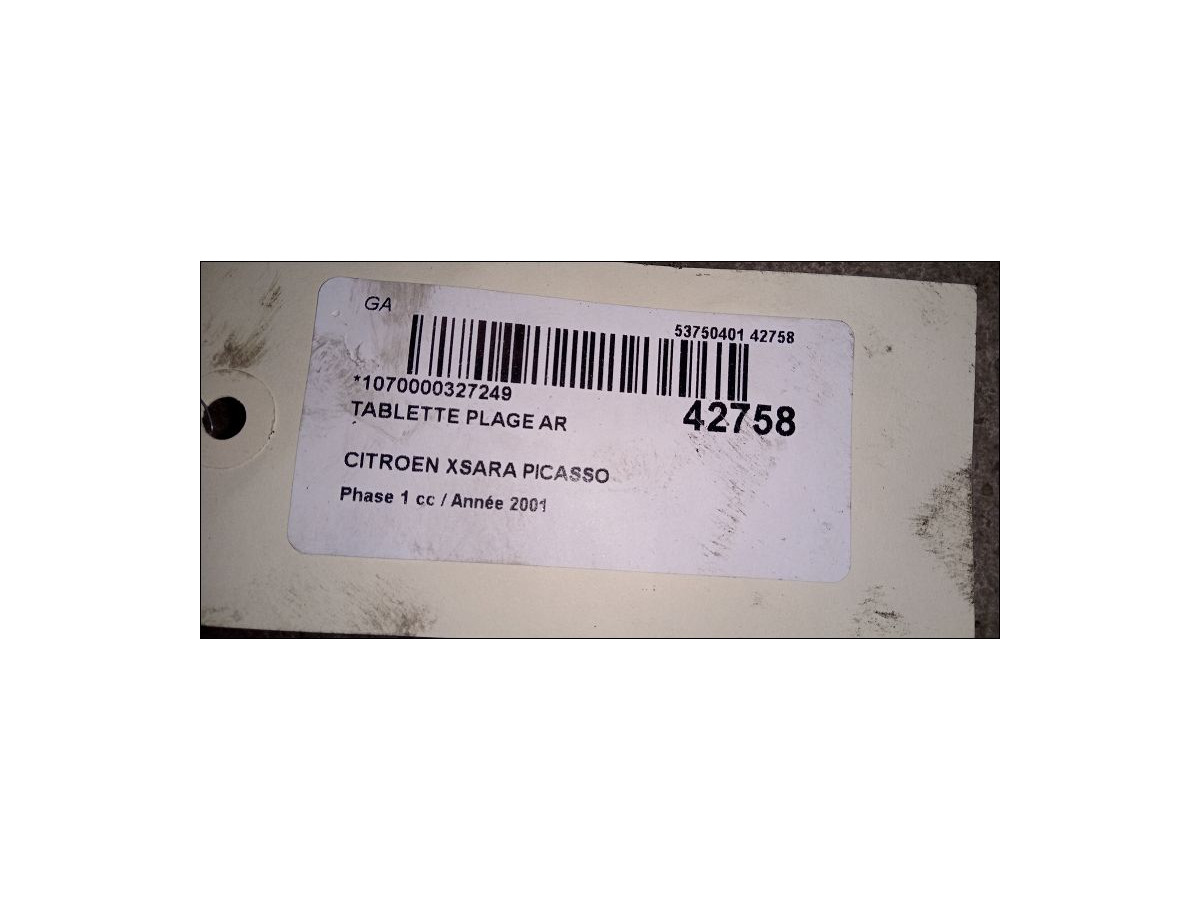 GA
53750401 42758
*1070000327249
42758
TABLETTE PLAGE AR
CITROEN XSARA PICASSO
Phase 1 cc / Année 2001